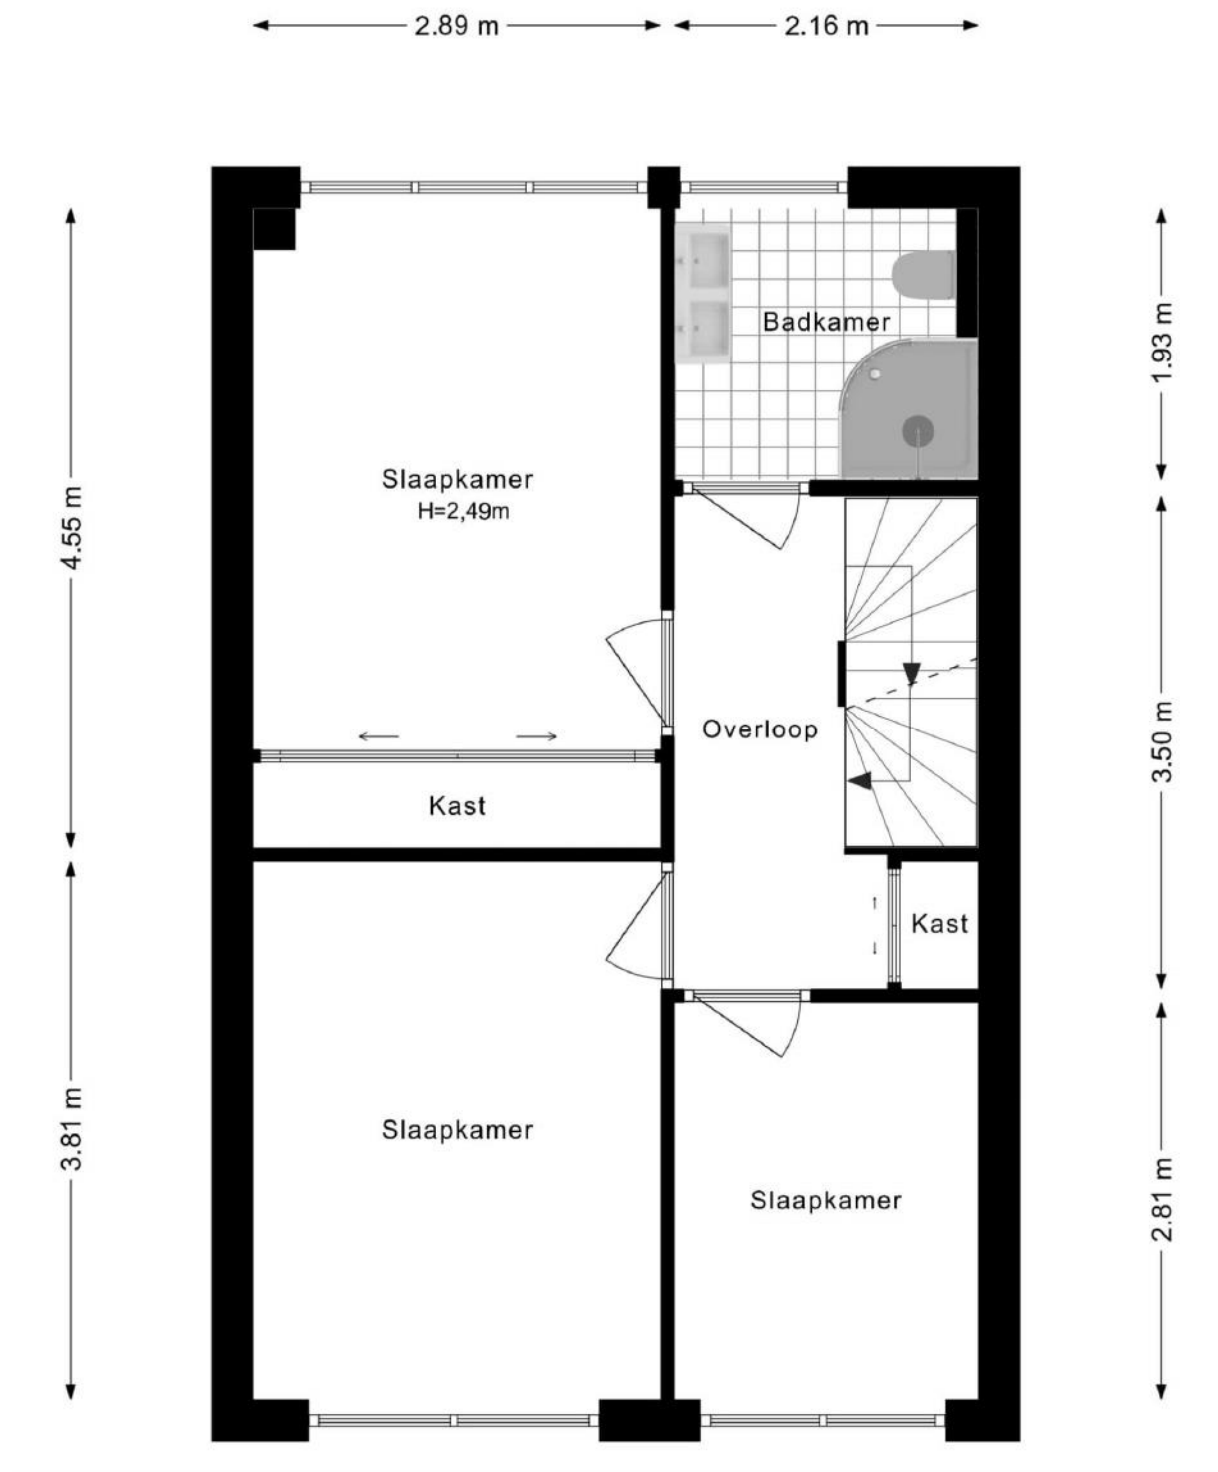 2.89 m
2.16 m
Badkamer
1.93 m
Slaapkamer
H=2,49m
4.55 m
Overloop
3.50 m
Kast
Kast
3.81 m
Slaapkamer
Slaapkamer
2.81 m